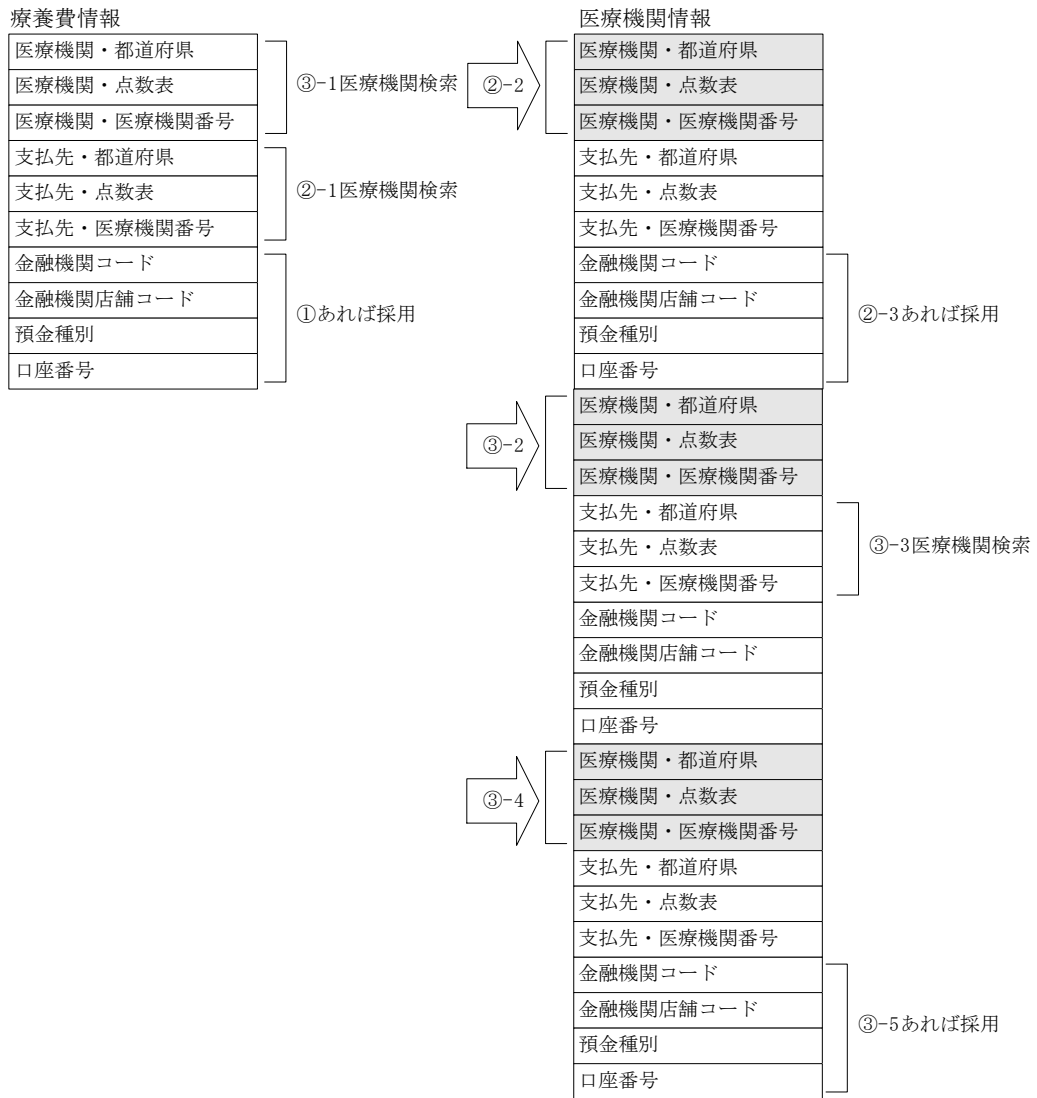 療養費情報
医療機関・都道府県
医療機関・点数表
医療機関・医療機関番号
支払先・都道府県
支払先・点数表
支払先・医療機関番号
金融機関コード
金融機関店舗コード
預金種別
口座番号
③-1医療機関検索
②-1医療機関検索
①あれば採用
医療機関情報
②-2
医療機関・都道府県
医療機関・点数表
医療機関・医療機関番号
支払先・都道府県
支払先・点数表
支払先・医療機関番号
金融機関コード
金融機関店舗コード
預金種別
口座番号
②-3あれば採用
③-2
医療機関・都道府県
医療機関・点数表
医療機関・医療機関番号
支払先・都道府県
支払先・点数表
支払先・医療機関番号
③-3医療機関検索
金融機関コード
金融機関店舗コード
預金種別
口座番号
③-4
医療機関・都道府県
医療機関・点数表
医療機関・医療機関番号
支払先・都道府県
支払先・点数表
支払先・医療機関番号
金融機関コード
金融機関店舗コード
預金種別
口座番号
③-5あれば採用